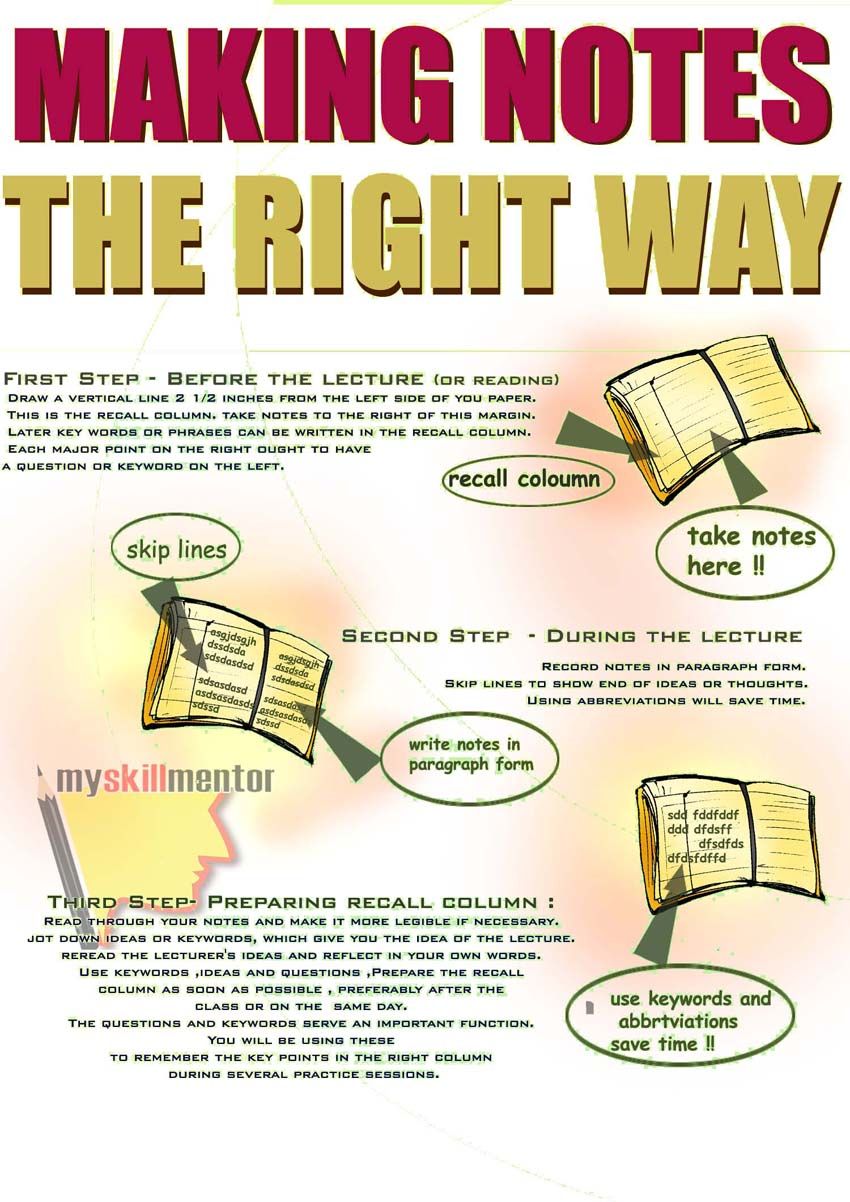 MAKING NOTES
THE RIGHT WAY
FIRST STEP - BEFORE THE LECTURE (OR READING)
DRAW A VERTICAL LINE 2 1/2 INCHES FROM THE LEFT SIDE OF YOU PAPER.
THIS IS THE RECALL COLUMN. TAKE NOTES TO THE RIGHT OF THIS MARGIN.
LATER KEY WORDS OR PHRASES CAN BE WRITTEN IN THE RECALL COLUMN.
EACH MAJOR POINT ON THE RIGHT OUGHT TO HAVE
A QUESTION OR KEYWORD ON THE LEFT.
recall coloumn
take notes
here !!
skip lines
asgjdsgjh
dssdsda
sdsdasdsd
sdsasdasd
asdsasdasds
sdssd
asgjdsgjh
dssdsda
sdsdasdsd
sdsasdasd
asdsasdasds
sdssd
SECOND STEP - DURING THE LECTURE
RECORD NOTES IN PARAGRAPH FORM.
SKIP LINES TO SHOW END OF IDEAS OR THOUGHTS.
USING ABBREVIATIONS WILL SAVE TIME.
write notes in
paragraph form
myskillmentor
sdd fddfddf
ddd dfdsff
dfsdfds
dfdsfdffd
THIRD STEP- PREPARING RECALL COLUMN :
READ THROUGH YOUR NOTES AND MAKE IT MORE LEGIBLE IF NECESSARY.
JOT DOWN IDEAS OR KEYWORDS, WHICH GIVE YOU THE IDEA OF THE LECTURE.
REREAD THE LECTURER'S IDEAS AND REFLECT IN YOUR OWN WORDS.
USE KEYWORDS ,IDEAS AND QUESTIONS ,PREPARE THE RECALL
COLUMN AS SOON AS POSSIBLE , PREFERABLY AFTER THE
CLASS OR ON THE SAME DAY.
THE QUESTIONS AND KEYWORDS SERVE AN IMPORTANT FUNCTION.
YOU WILL BE USING THESE
TO REMEMBER THE KEY POINTS IN THE RIGHT COLUMN
DURING SEVERAL PRACTICE SESSIONS.
use keywords and
abbrtviations
save time !!